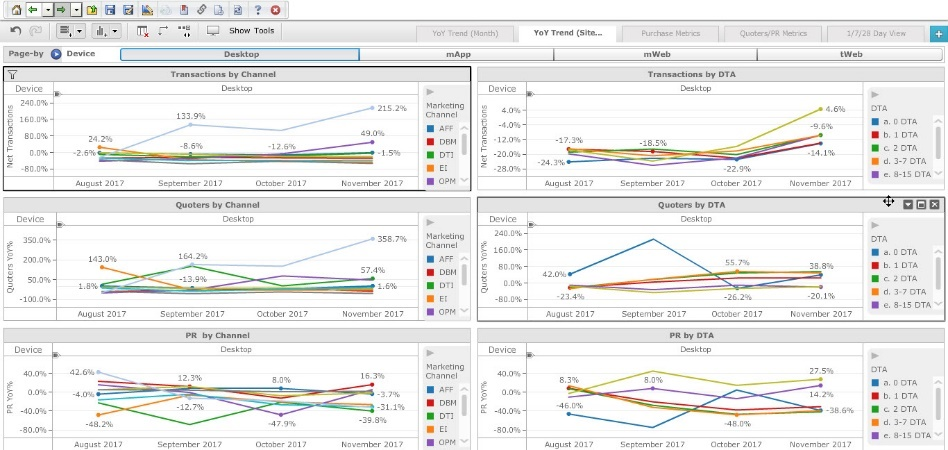 Show Tools
YoY Trend (Month)
YoY Trend (Site...
Purchase Metrics
Quoters/PR Metrics
1/7/28 Day View
Page-by Device
Desktop
mApp
mWeb
tWeb
Transactions by Channel
Device
Desktop
Net Transactions
240.0%
160.0%
80.0%
0.0%
-80.0%
24.2%
-2.6%
133.9%
-8.6%
-12.6%
215.2%
49.0%
-1.5%
August 2017
September 2017
October 2017
November 2017
Marketing
Channel
AFF
DBM
DTI
EI
OPM
Transactions by DTA
Device
Desktop
Net Transactions
4.0%
-4.0%
-12.0%
-20.0%
-28.0%
-17.3%
-24.3%
-18.5%
-22.9%
4.6%
-9.6%
-14.1%
August 2017
September 2017
October 2017
November 2017
DTA
a. 0 DTA
b. 1 DTA
c. 2 DTA
d. 3-7 DTA
e. 8-15 DTA
Quoters by Channel
Device
Desktop
Quoters YoY%
350.0%
200.0%
50.0%
-100.0%
143.0%
1.8%
164.2%
-13.9%
358.7%
57.4%
1.6%
August 2017
September 2017
October 2017
November 2017
Marketing
Channel
AFF
DBM
DTI
EI
OPM
Quoters by DTA
Device
Desktop
Quoters YoY%
240.0%
160.0%
80.0%
0.0%
-80.0%
42.0%
-23.4%
55.7%
-26.2%
38.8%
-20.1%
August 2017
September 2017
October 2017
November 2017
DTA
a. 0 DTA
b. 1 DTA
c. 2 DTA
d. 3-7 DTA
e. 8-15 DTA
PR by Channel
Device
Desktop
PR YoY%
40.0%
0.0%
-40.0%
-80.0%
42.6%
-4.0%
-48.2%
12.3%
-12.7%
8.0%
-47.9%
16.3%
-3.7%
-31.1%
-39.8%
August 2017
September 2017
October 2017
November 2017
Marketing
Channel
AFF
DBM
DTI
EI
OPM
PR by DTA
Device
Desktop
PR YoY%
40.0%
0.0%
-40.0%
-80.0%
8.3%
-46.0%
8.0%
-48.0%
27.5%
14.2%
-38.6%
August 2017
September 2017
October 2017
November 2017
DTA
a. 0 DTA
b. 1 DTA
c. 2 DTA
d. 3-7 DTA
e. 8-15 DTA